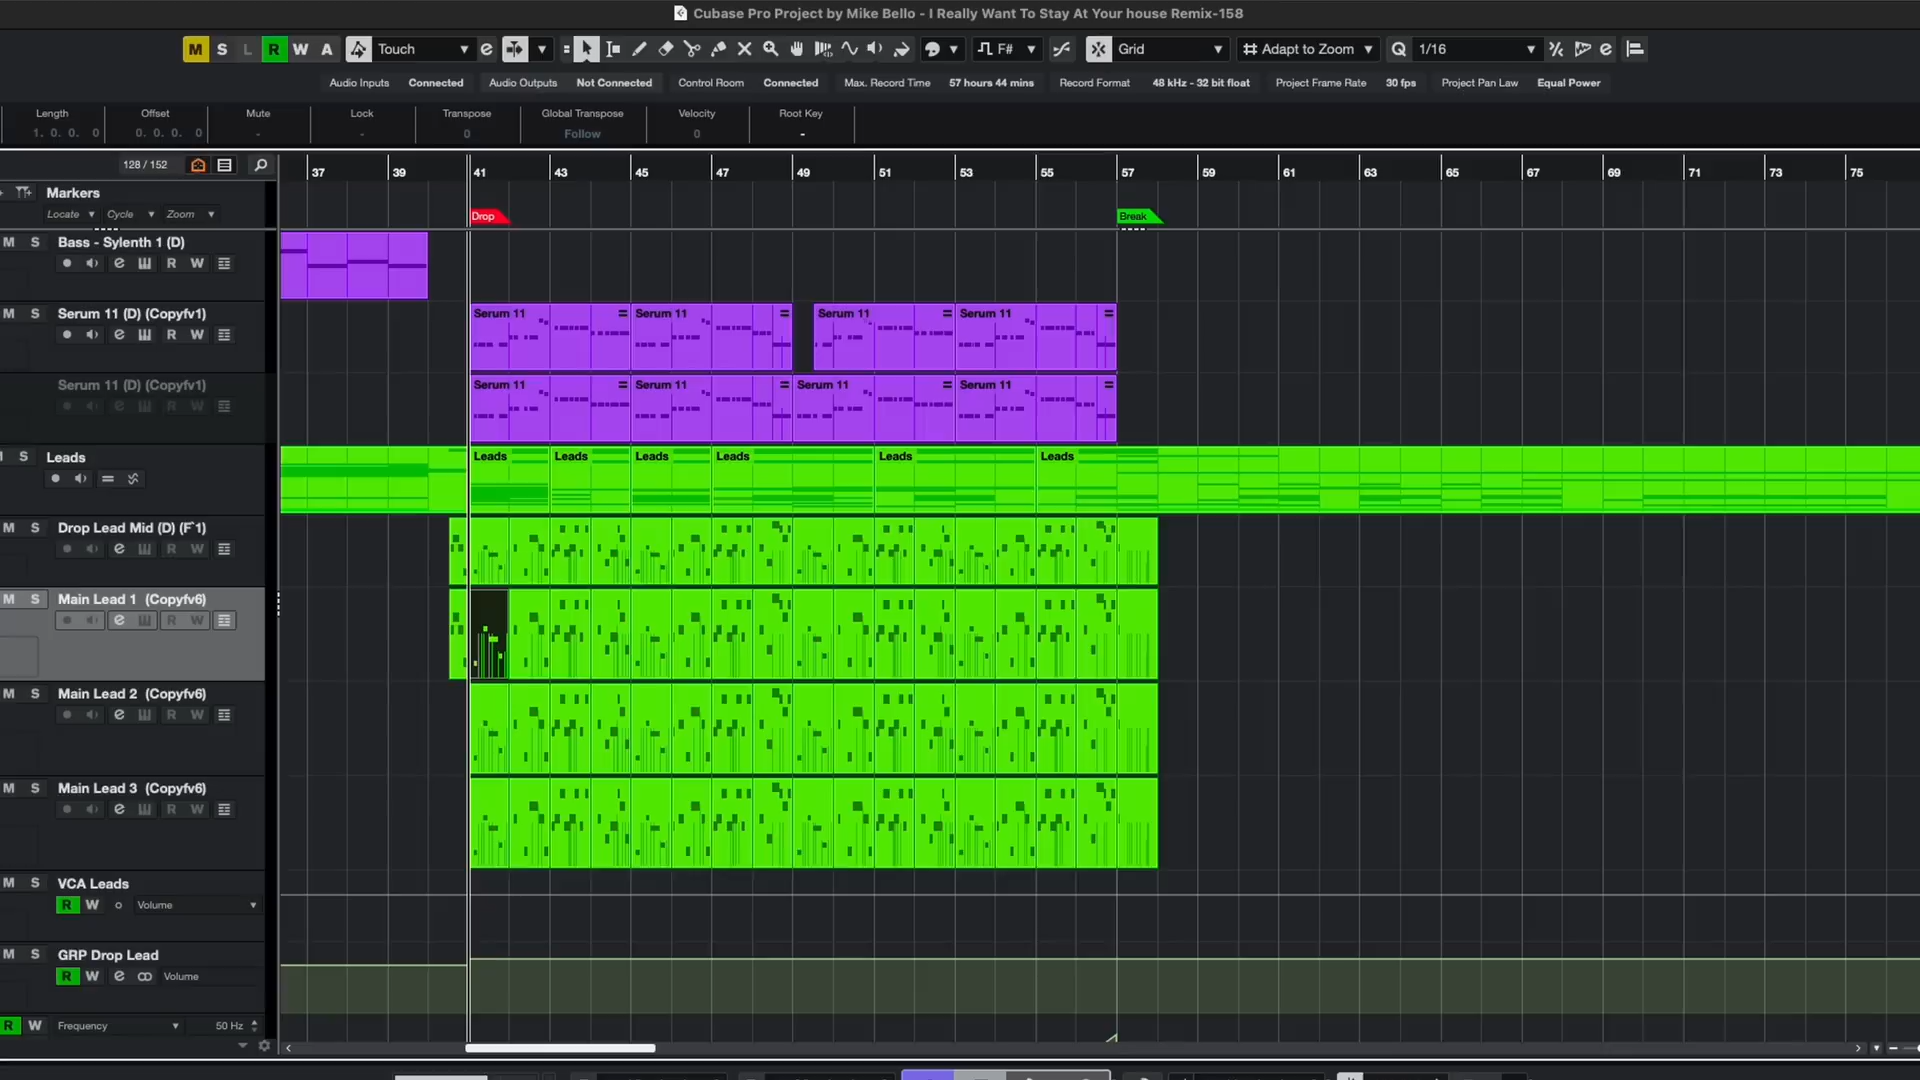 Cubase Pro Project by Mike Bello - I Really Want To Stay At Your house Remix-158
M S L R W A Touch F# Grid Adapt to Zoom Q 1/16
Audio Inputs Connected Audio Outputs Not Connected Control Room Connected Max. Record Time 57 hours 44 mins Record Format 48 kHz - 32 bit float Project Frame Rate 30 fps Project Pan Law Equal Power
Length Offset Mute Lock Transpose Global Transpose Velocity Root Key
1. 0. 0. 0 0. 0. 0. 0 - - 0 Follow 0 -
128 / 152
37 39 41 43 45 47 49 51 53 55 57 59 61 63 65 67 69 71 73 75
Markers
Locate Cycle Zoom
Drop Break
M S Bass - Sylenth 1 (D)
e R W
M S Serum 11 (D) (Copyfv1)
Serum 11 Serum 11 Serum 11 Serum 11
e R W
Serum 11 (D) (Copyfv1)
Serum 11 Serum 11 Serum 11 Serum 11
e R W
S Leads
Leads Leads Leads Leads Leads Leads
M S Drop Lead Mid (D) (F`1)
e R W
M S Main Lead 1 (Copyfv6)
e R W
M S Main Lead 2 (Copyfv6)
e R W
M S Main Lead 3 (Copyfv6)
e R W
M S VCA Leads
R W Volume
M S GRP Drop Lead
R W e Volume
R W Frequency 50 Hz